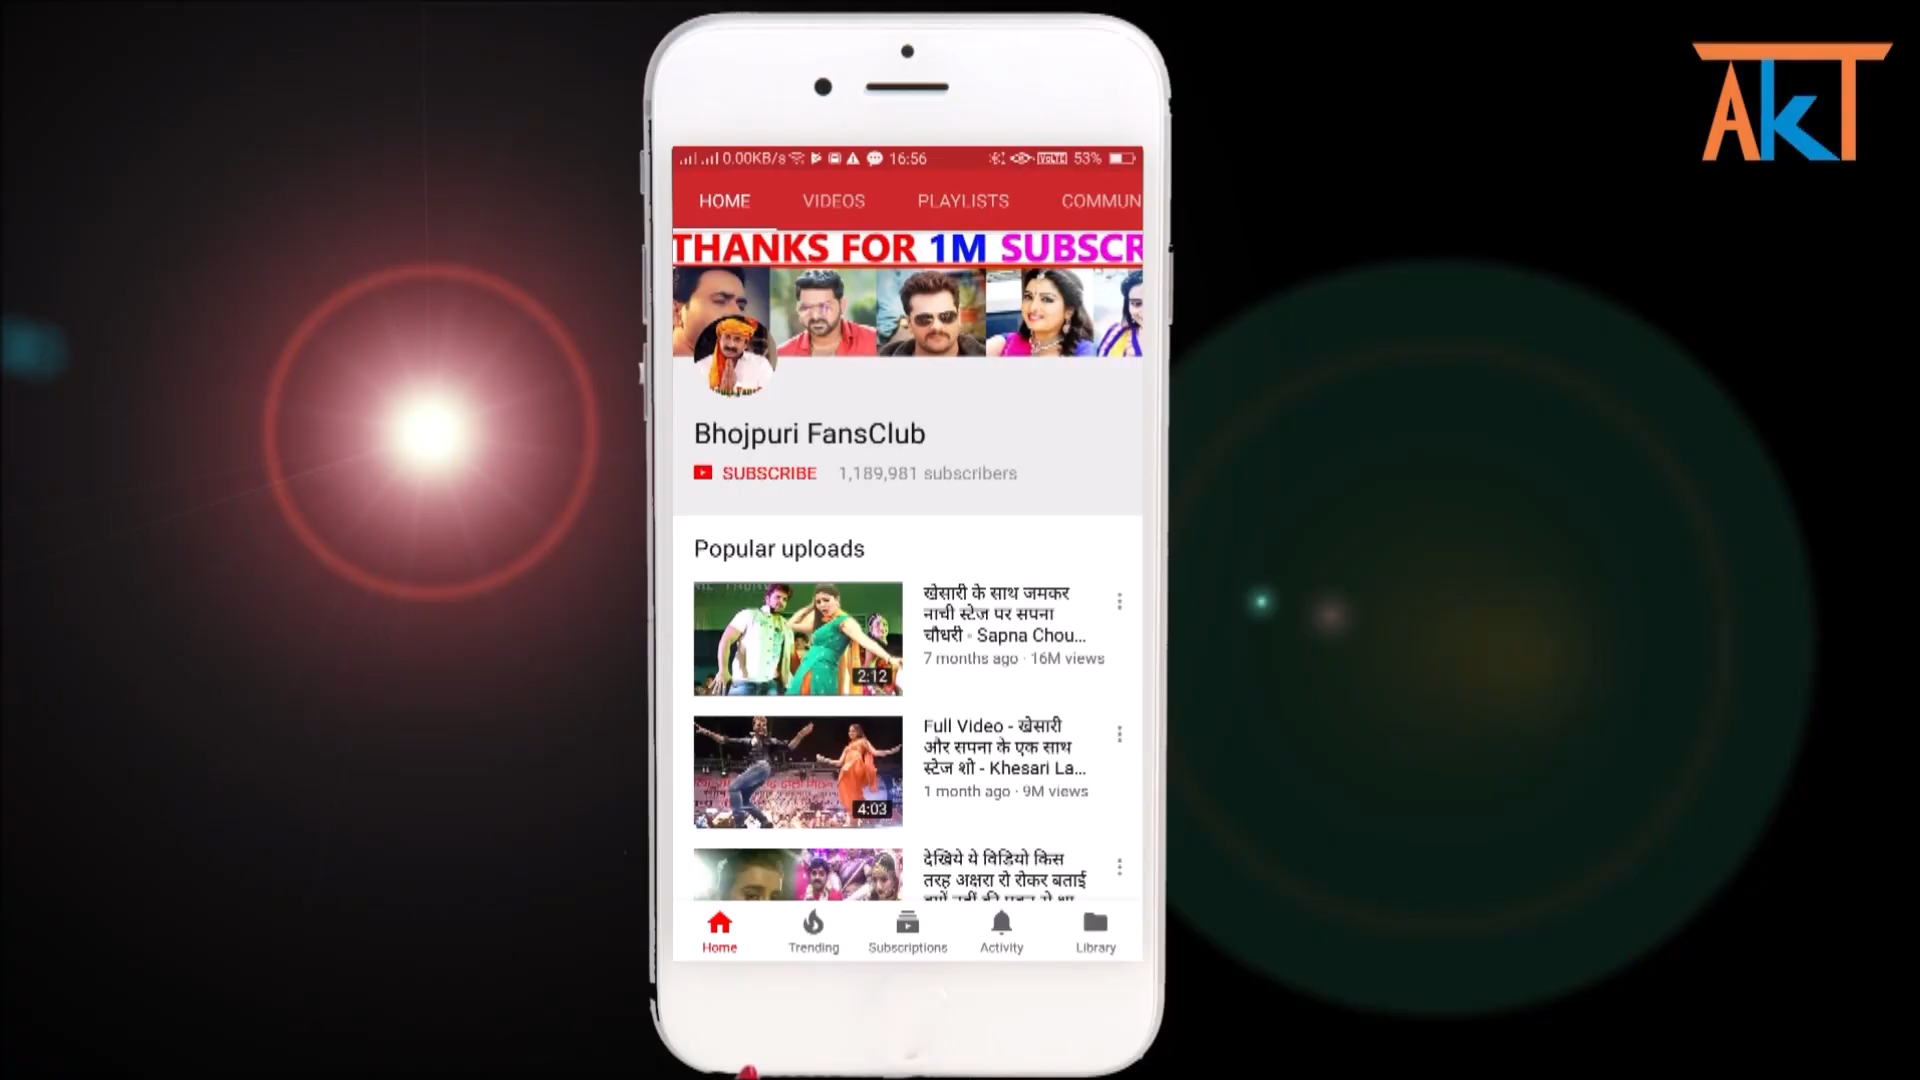 AKT
0.00KB/s 16:56 VoLTE 53%
HOME VIDEOS PLAYLISTS COMMUN
THANKS FOR 1M SUBSCR
Bhojpuri FansClub
SUBSCRIBE 1,189,981 subscribers
Popular uploads
खेसारी के साथ जमकर
नाची स्टेज पर सपना
चौधरी - Sapna Chou...
7 months ago · 16M views
2:12
Full Video - खेसारी
और सपना के एक साथ
स्टेज शो - Khesari La...
1 month ago · 9M views
4:03
देखिये ये विडियो किस
तरह अक्षरा रो रोकर बताई
Home Trending Subscriptions Activity Library